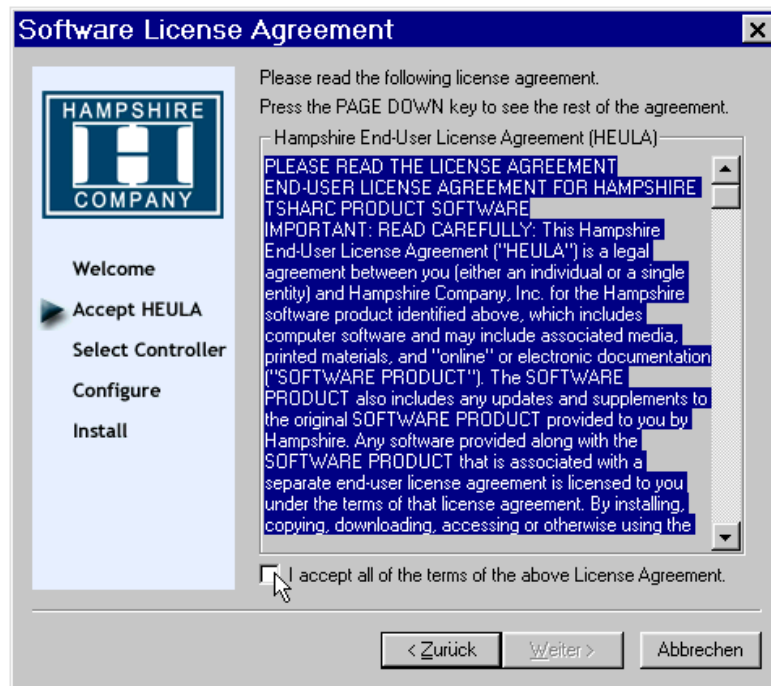 Software License Agreement
HAMPSHIRE
H
COMPANY
Welcome
Accept HEULA
Select Controller
Configure
Install
Please read the following license agreement.
Press the PAGE DOWN key to see the rest of the agreement.
Hampshire End-User License Agreement (HEULA)
PLEASE READ THE LICENSE AGREEMENT
END-USER LICENSE AGREEMENT FOR HAMPSHIRE
TSHARC PRODUCT SOFTWARE
IMPORTANT: READ CAREFULLY: This Hampshire
End-User License Agreement ("HEULA") is a legal
agreement between you (either an individual or a single
entity) and Hampshire Company, Inc. for the Hampshire
software product identified above, which includes
computer software and may include associated media,
printed materials, and "online" or electronic documentation
("SOFTWARE PRODUCT"). The SOFTWARE
PRODUCT also includes any updates and supplements to
the original SOFTWARE PRODUCT provided to you by
Hampshire. Any software provided along with the
SOFTWARE PRODUCT that is associated with a
separate end-user license agreement is licensed to you
under the terms of that license agreement. By installing,
copying, downloading, accessing or otherwise using the
I accept all of the terms of the above License Agreement.
< Zurück
Weiter >
Abbrechen